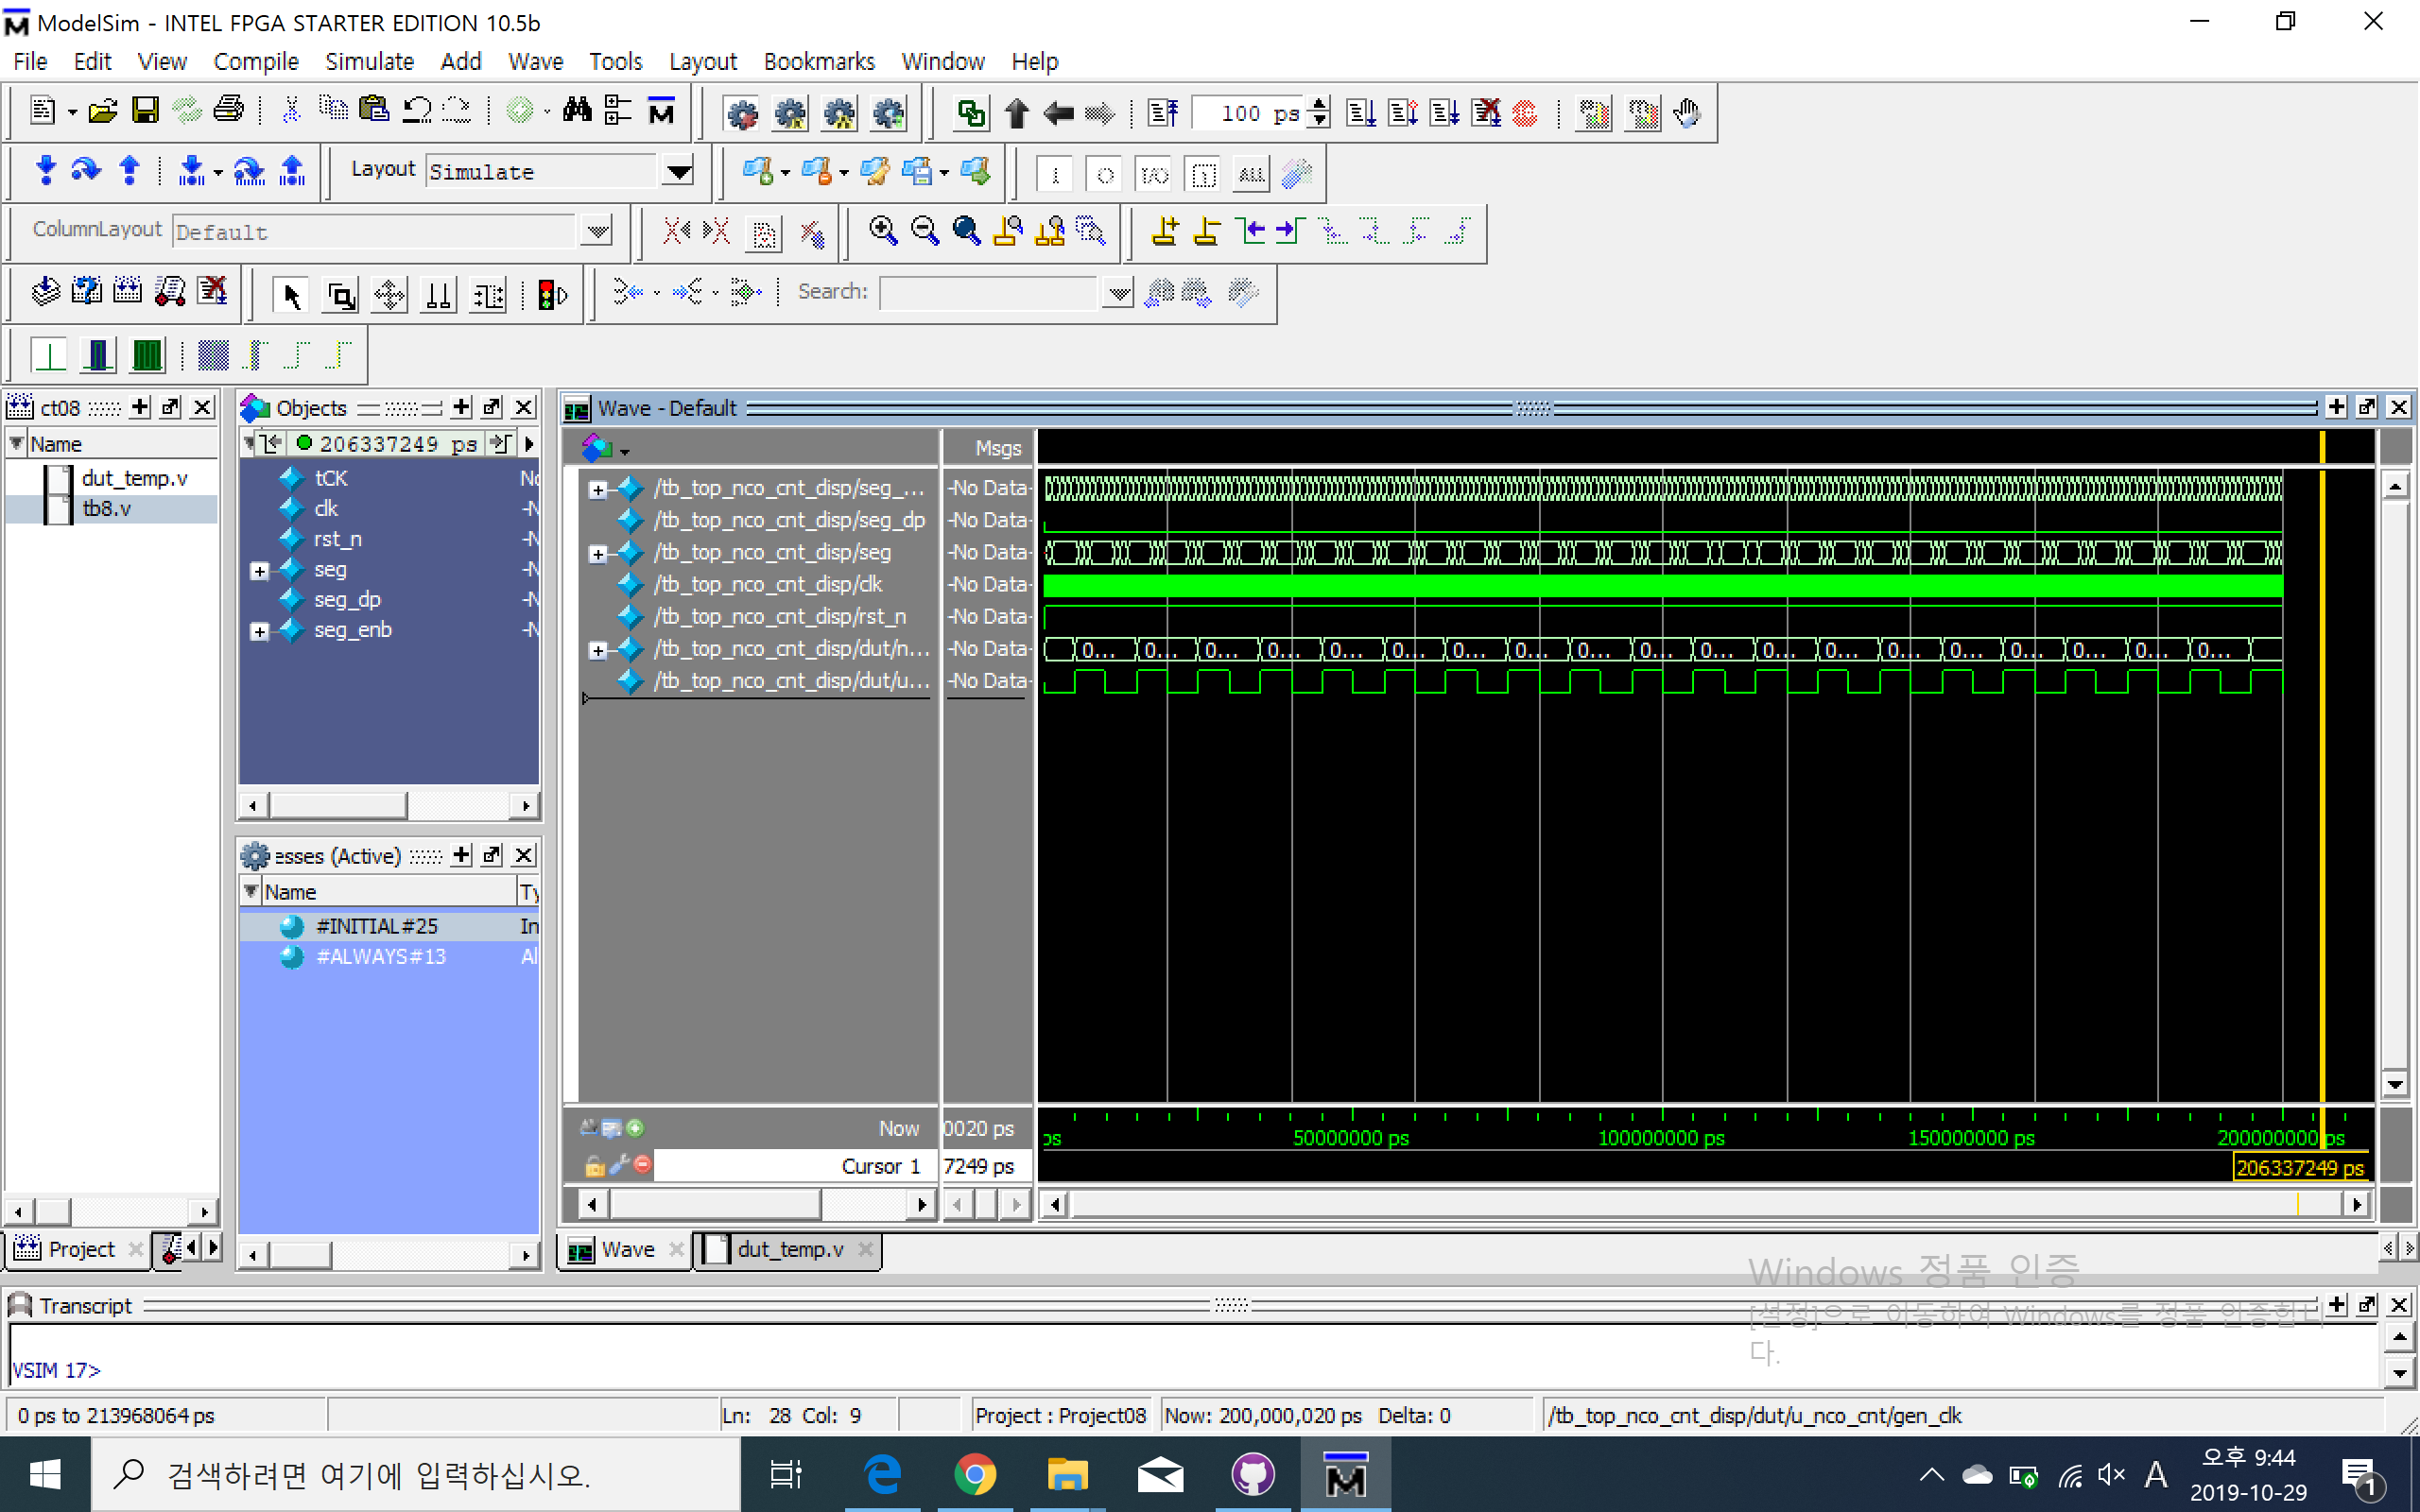 ModelSim - INTEL FPGA STARTER EDITION 10.5b
File Edit View Compile Simulate Add Wave Tools Layout Bookmarks Window Help
100 ps
Layout Simulate
ALL
ColumnLayout Default
Search:
ct08
Name
dut_temp.v
tb8.v
Project
Objects
206337249 ps
tCK
clk
rst_n
seg
seg_dp
seg_enb
esses (Active)
Name
#INITIAL#25
#ALWAYS#13
Wave - Default
Msgs
/tb_top_nco_cnt_disp/seg_... -No Data-
/tb_top_nco_cnt_disp/seg_dp -No Data-
/tb_top_nco_cnt_disp/seg -No Data-
/tb_top_nco_cnt_disp/clk -No Data-
/tb_top_nco_cnt_disp/rst_n -No Data-
/tb_top_nco_cnt_disp/dut/n... -No Data- 0... 0... 0... 0... 0... 0... 0... 0... 0... 0... 0... 0... 0... 0... 0... 0... 0... 0... 0...
/tb_top_nco_cnt_disp/dut/u... -No Data-
Now 0020 ps ps 50000000 ps 100000000 ps 150000000 ps 200000000 ps
Cursor 1 7249 ps 206337249 ps
Wave dut_temp.v
Windows 정품 인증
[설정]으로 이동하여 Windows를 정품 인증합니
다.
Transcript
VSIM 17>
0 ps to 213968064 ps Ln: 28 Col: 9 Project : Project08 Now: 200,000,020 ps Delta: 0 /tb_top_nco_cnt_disp/dut/u_nco_cnt/gen_clk
검색하려면 여기에 입력하십시오.
A
오후 9:44
2019-10-29
1